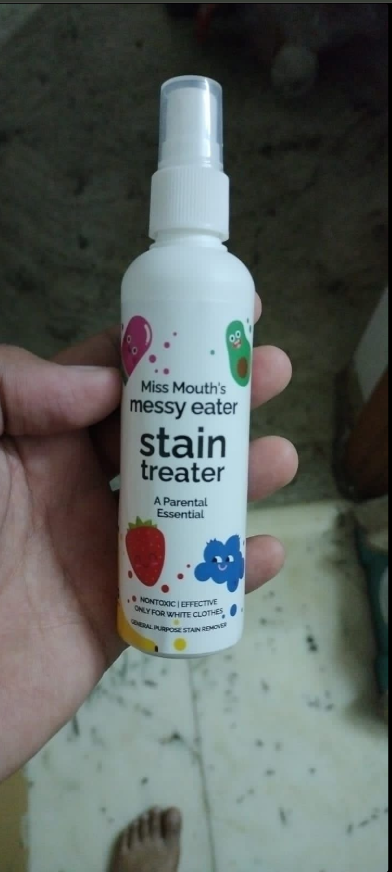 Miss Mouth's
messy eater
stain
treater
A Parental
Essential
NONTOXIC | EFFECTIVE
ONLY FOR WHITE CLOTHES
GENERAL PURPOSE STAIN REMOVER